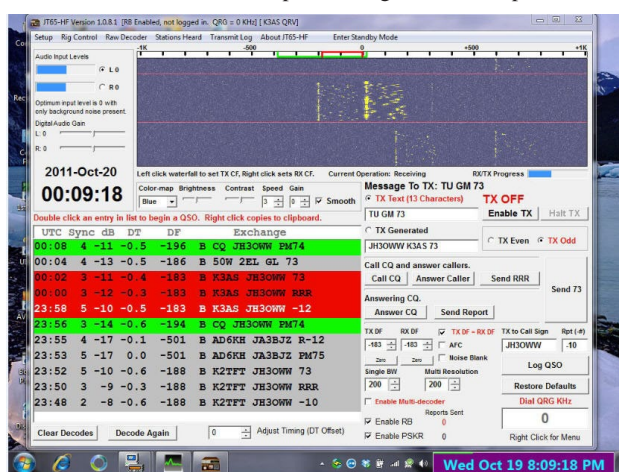 JT65-HF Version 1.0.8.1 [RB Enabled, not logged in. QRG = 0 KHz] [ K3AS QRV]
Setup Rig Control Raw Decoder Stations Heard Transmit Log About JT65-HF Enter Standby Mode
Audio Input Levels
-1K -500 0 +500 +1K
L 0
R 0
Optimum input level is 0 with
only background noise present.
Digital Audio Gain
L: 0
R: 0
2011-Oct-20
00:09:18
Left click waterfall to set TX CF, Right click sets RX CF. Current Operation: Receiving RX/TX Progress
Color-map Brightness Contrast Speed Gain
Blue 3 0 Smooth
Message To TX: TU GM 73
TX Text (13 Characters) TX OFF
TU GM 73 Enable TX Halt TX
TX Generated
JH3OWW K3AS 73 TX Even TX Odd
Double click an entry in list to begin a QSO. Right click copies to clipboard.
UTC Sync dB DT DF Exchange
00:08 4 -11 -0.5 -196 B CQ JH3OWW PM74
00:04 4 -13 -0.5 -186 B 50W 2EL GL 73
00:02 3 -11 -0.4 -183 B K3AS JH3OWW 73
00:00 3 -12 -0.3 -183 B K3AS JH3OWW RRR
23:58 5 -10 -0.5 -183 B K3AS JH3OWW -12
23:56 3 -14 -0.6 -194 B CQ JH3OWW PM74
23:55 4 -17 -0.1 -501 B AD6KH JA3BJZ R-12
23:53 5 -17 0.0 -501 B AD6KH JA3BJZ PM75
23:52 5 -10 -0.6 -188 B K2TFT JH3OWW 73
23:50 3 -9 -0.3 -188 B K2TFT JH3OWW RRR
23:48 2 -8 -0.6 -188 B K2TFT JH3OWW -10
Call CQ and answer callers.
Call CQ Answer Caller Send RRR
Send 73
Answering CQ.
Answer CQ Send Report
TX DF RX DF TX DF = RX DF TX to Call Sign Rpt (-#)
-183 -183 AFC JH3OWW -10
Zero Zero Noise Blank
Single BW Multi Resolution
200 200
Log QSO
Restore Defaults
Enable Multi-decoder
Dial QRG KHz
Reports Sent
Enable RB 0
0
Enable PSKR 0
Right Click for Menu
Clear Decodes Decode Again 0 Adjust Timing (DT Offset)
Wed Oct 19 8:09:18 PM